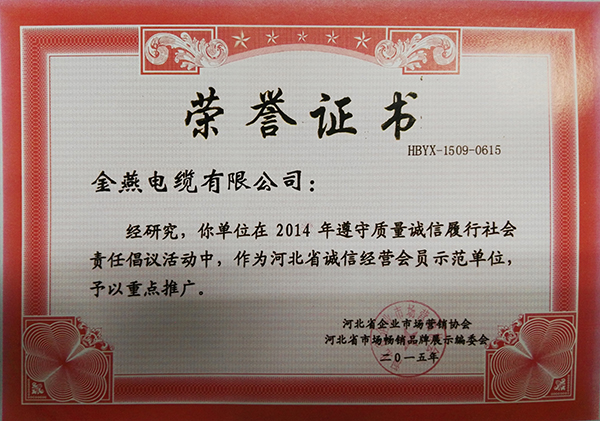 荣誉证书
HBYX-1509-0615
金燕电缆有限公司：
经研究，你单位在 2014 年遵守质量诚信履行社会
责任倡议活动中，作为河北省诚信经营会员示范单位，
予以重点推广。
河北省企业市场营销协会
河北省市场畅销品牌展示编委会
二〇一五年